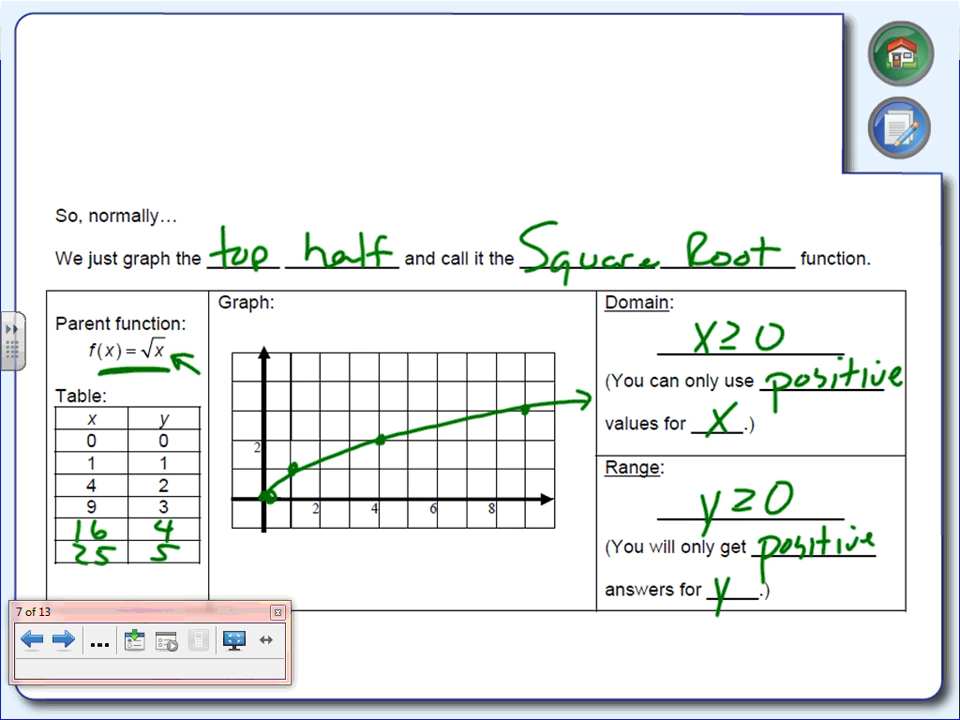 So, normally…
We just graph the top half and call it the Square Root function.
Parent function:
f(x) = √x
Table:
x y
0 0
1 1
4 2
9 3
16 4
25 5
Graph:
2
2 4 6 8
Domain:
x ≥ 0
(You can only use positive
values for x.)
Range:
y ≥ 0
(You will only get positive
answers for y.)
7 of 13
...